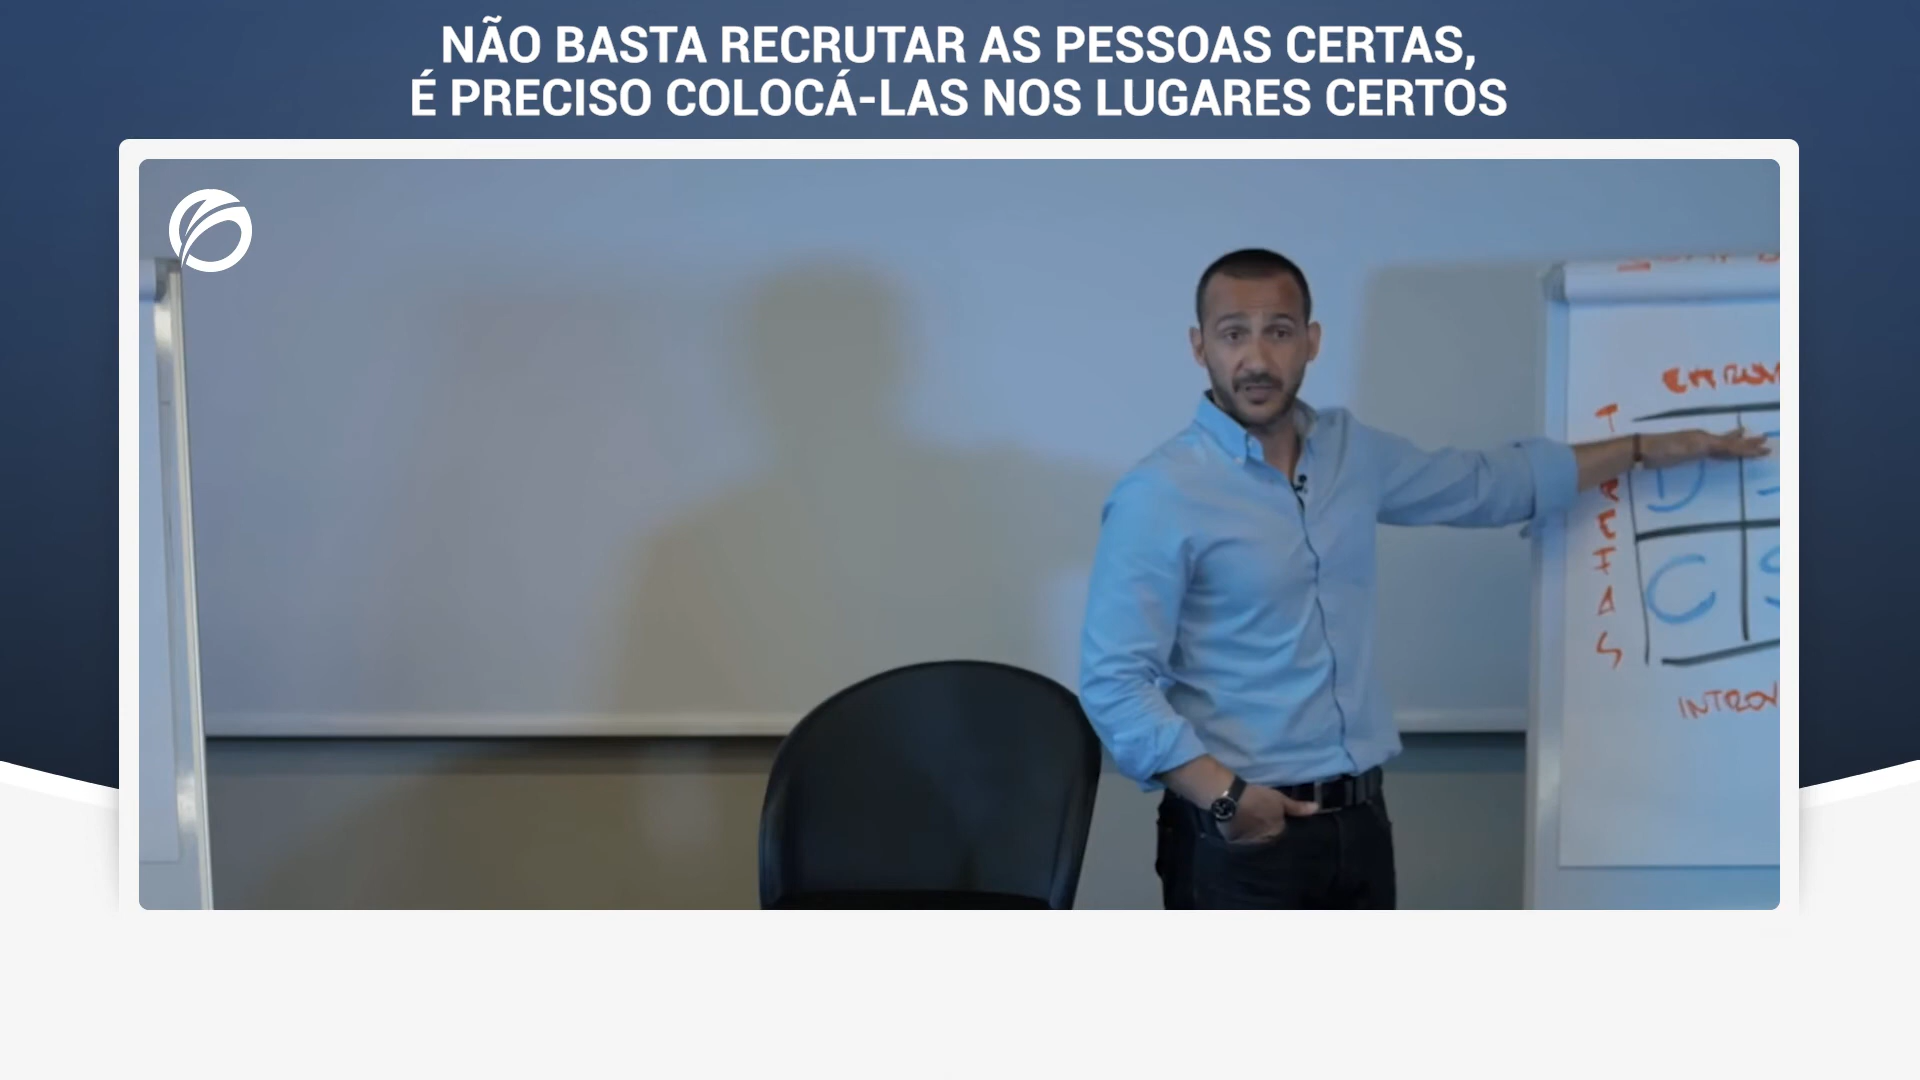 NÃO BASTA RECRUTAR AS PESSOAS CERTAS,
É PRECISO COLOCÁ-LAS NOS LUGARES CERTOS
D
C S